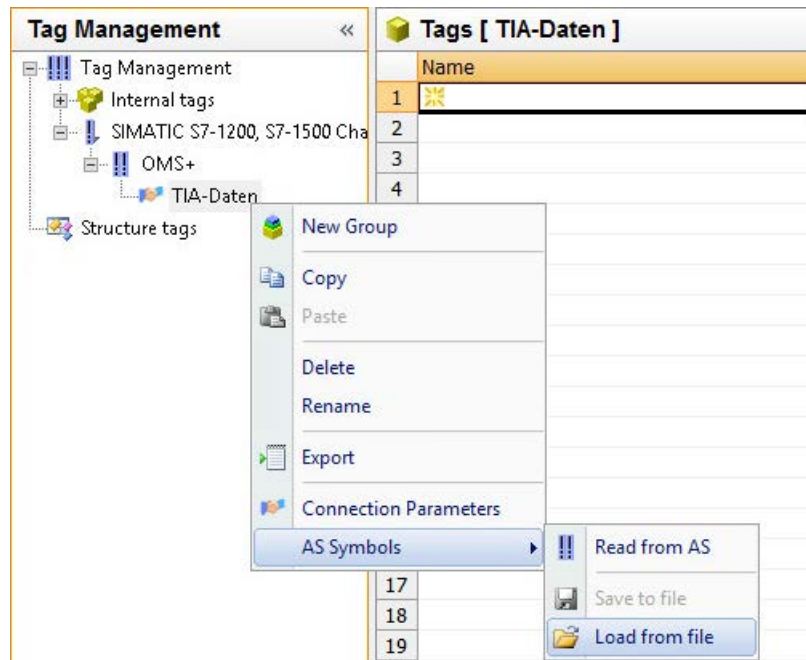 Tag Management «
Tag Management
Internal tags
SIMATIC S7-1200, S7-1500 Cha
OMS+
TIA-Daten
Structure tags
Tags [ TIA-Daten ]
Name
1
2
3
4
New Group
Copy
Paste
Delete
Rename
Export
Connection Parameters
AS Symbols
Read from AS
Save to file
Load from file
17
18
19